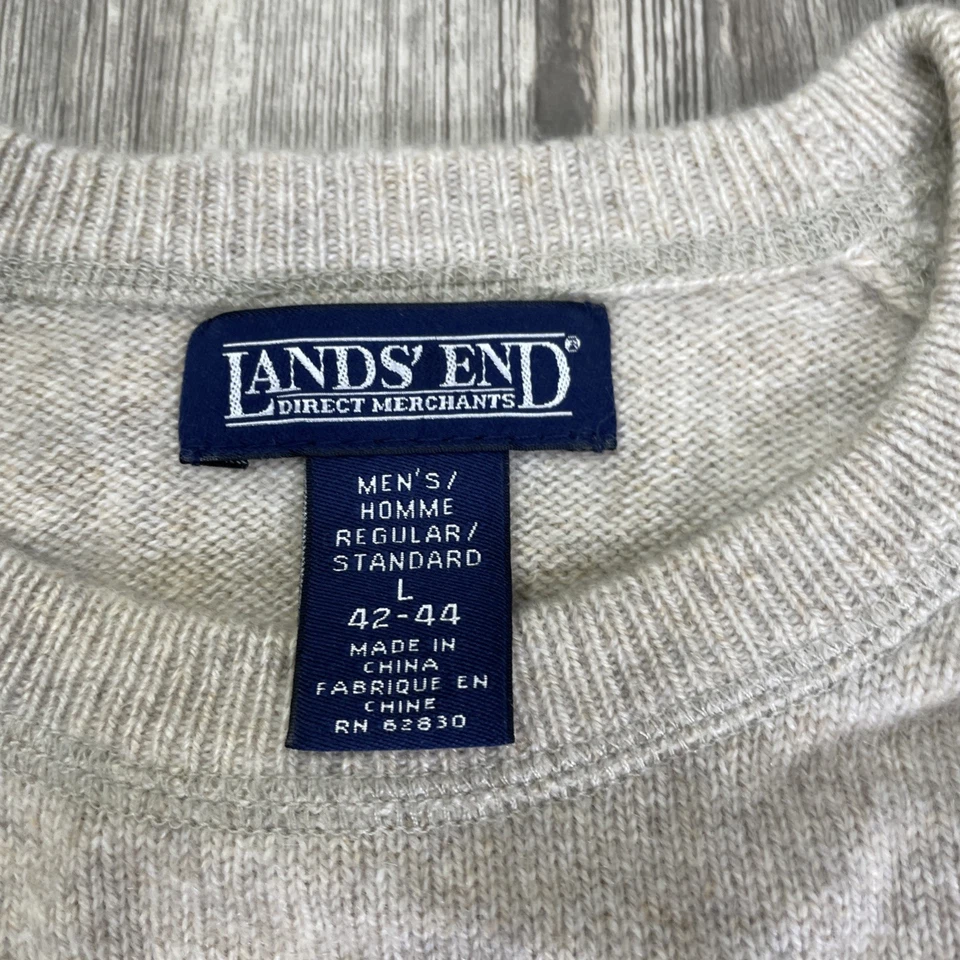 LANDS' END®
DIRECT MERCHANTS
MEN'S/
HOMME
REGULAR/
STANDARD
L
42-44
MADE IN
CHINA
FABRIQUE EN
CHINE
RN 62830